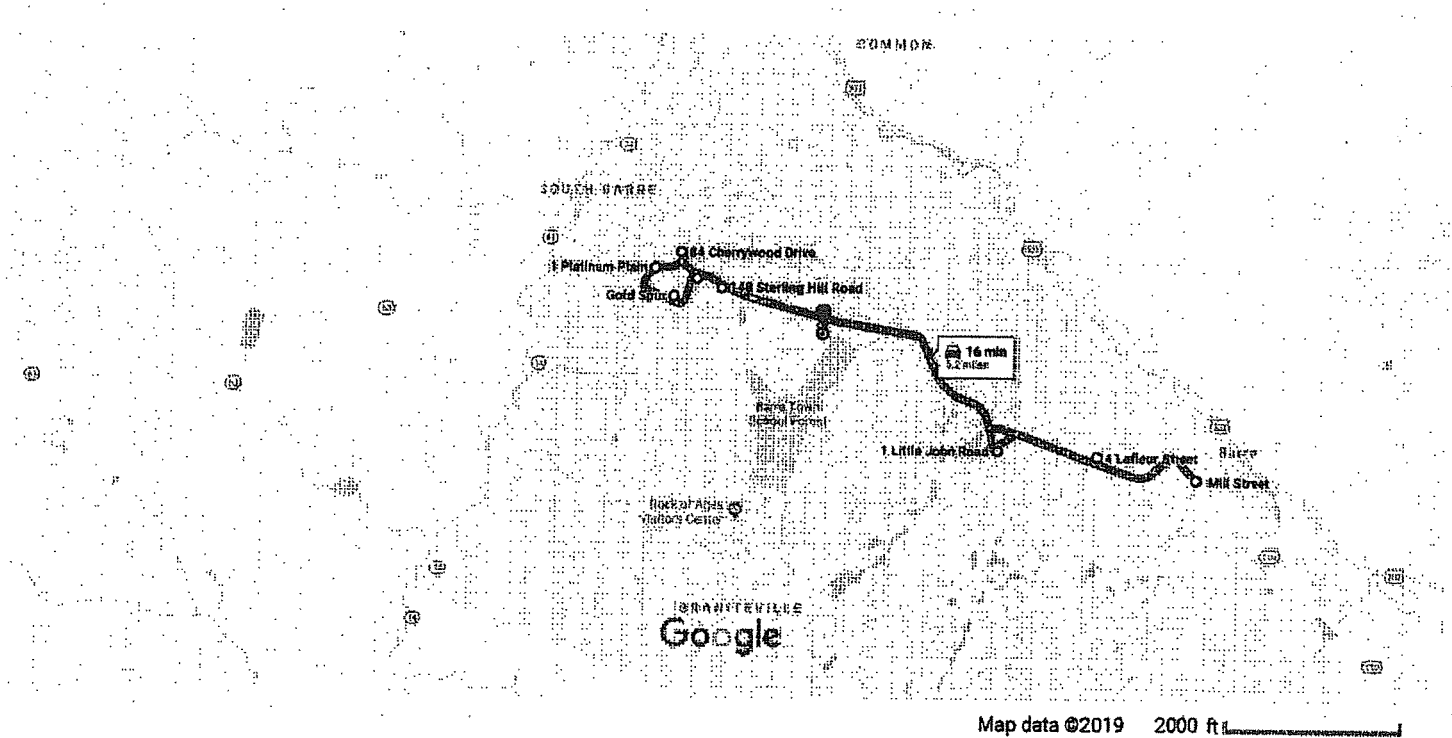 COMMON
SOUTH BARRE
84 Cherrywood Drive
1 Platinum Plain
Gold Spur
148 Sterling Hill Road
16 min
5.2 miles
Barre Town
School Forest
1 Little John Road
4 Lafleur Street
Barre
Mill Street
Rock of Ages
Visitors Center
GRANITEVILLE
Google
Map data ©2019 2000 ft